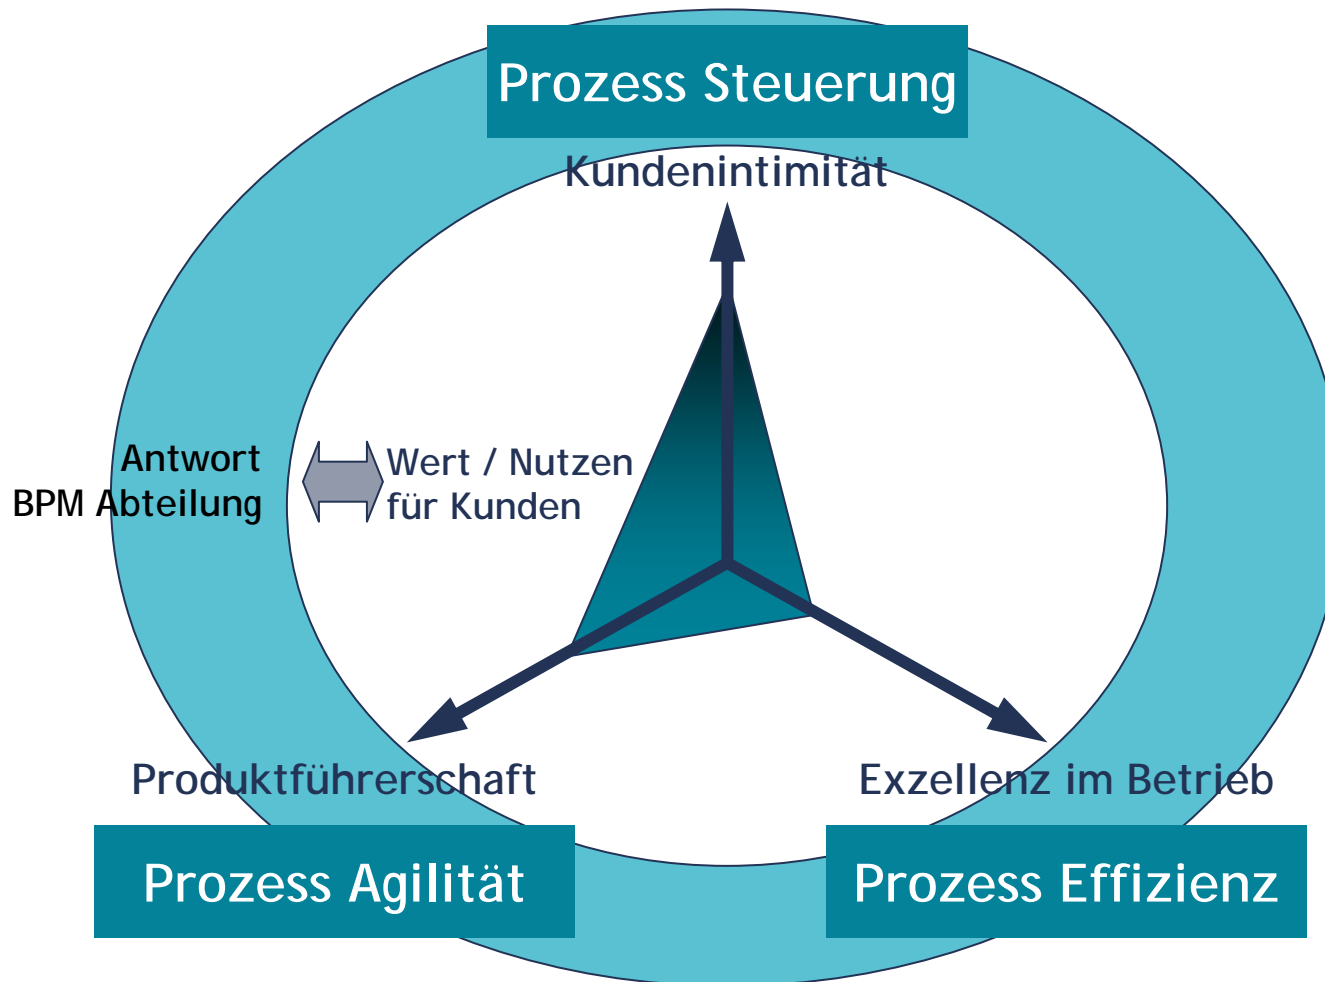 Prozess Steuerung
Kundenintimität
Antwort
BPM Abteilung
Wert / Nutzen
für Kunden
Produktführerschaft
Exzellenz im Betrieb
Prozess Agilität
Prozess Effizienz